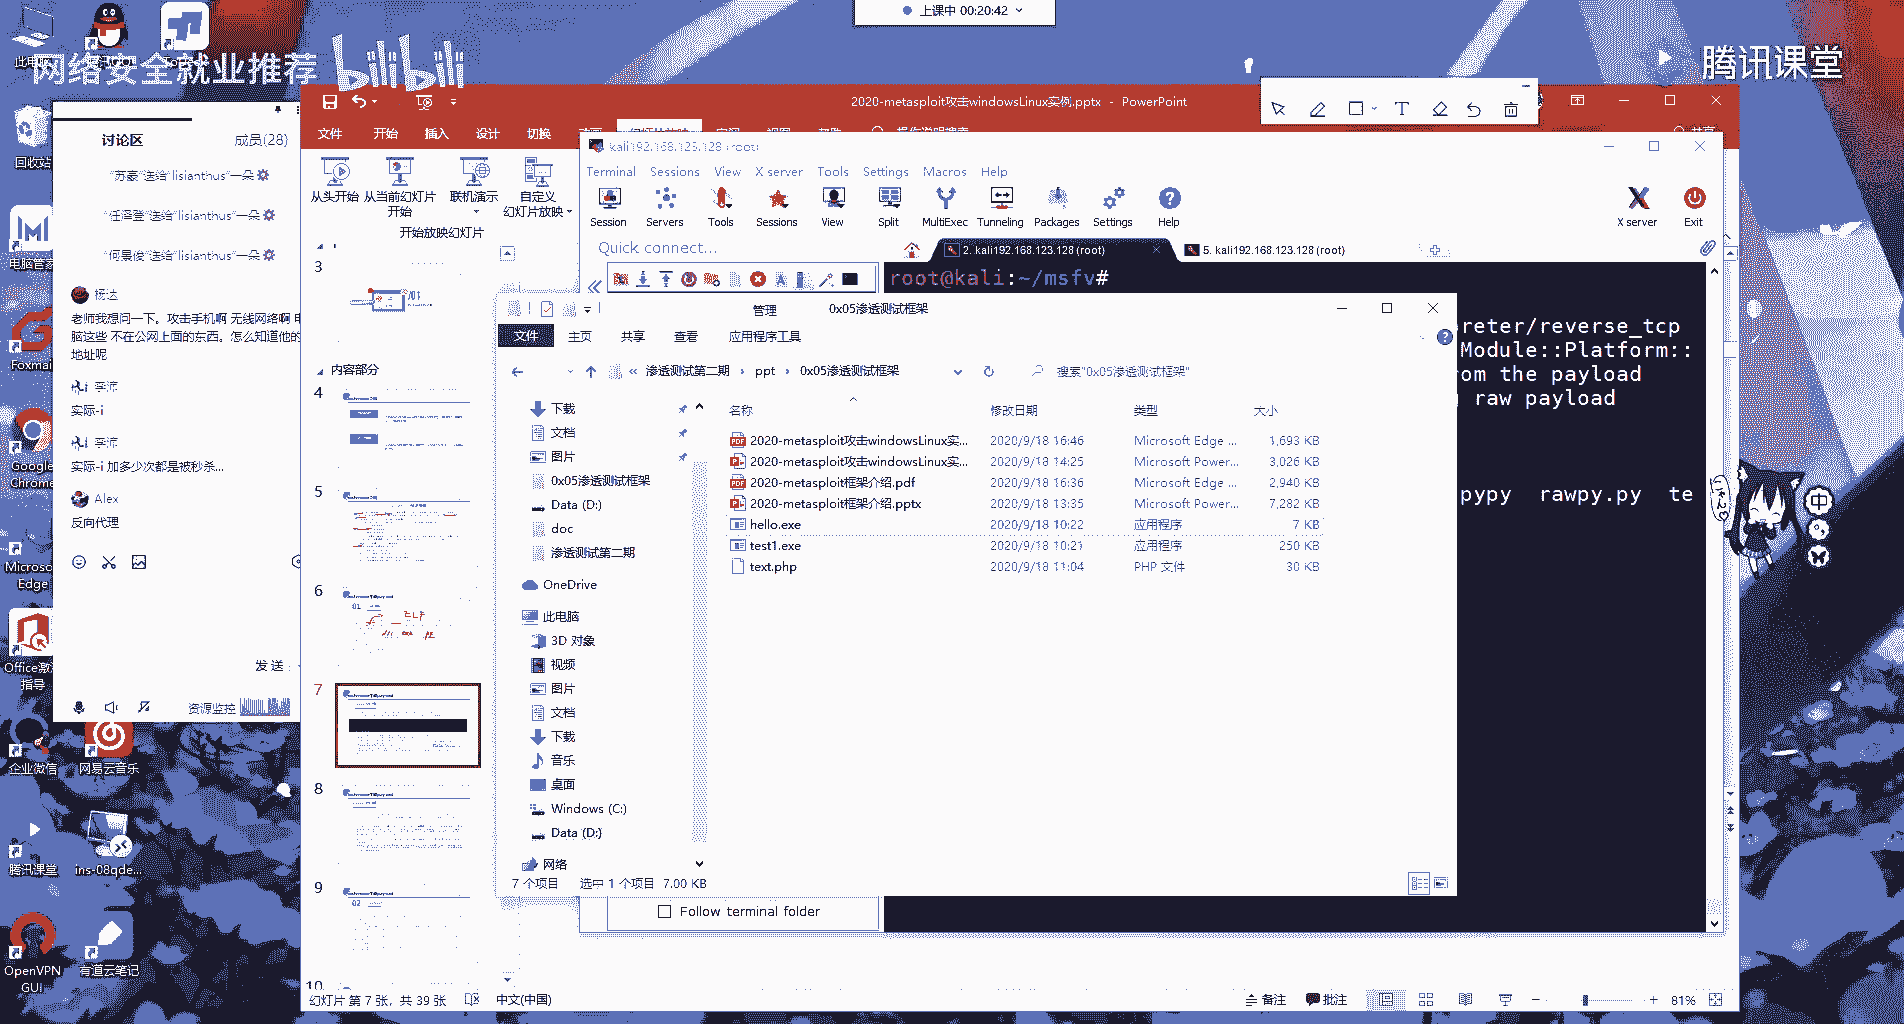 上课中 00:20:42
网络安全就业推荐 bilibili
腾讯课堂
回收站
电脑管家
Foxmail
Google Chrome
Microsoft Edge
企业微信
网易云音乐
腾讯课堂
ins-08qde...
OpenVPN GUI
有道云笔记
讨论区 成员(28)
"苏豪"送给"lisianthus"一朵
"任泽登"送给"lisianthus"一朵
"何景俊"送给"lisianthus"一朵
杨达
老师我想问一下。攻击手机啊 无线网络啊 电
脑这些 不在公网上面的东西。怎么知道他的
地址呢
实际-i
实际-i 加多少次都是被秒杀...
Alex
反向代理
发送
资源监控
2020-metasploit攻击windowsLinux实例.pptx - PowerPoint
文件 开始 插入 设计 切换
从头开始 从当前幻灯片开始 联机演示 自定义幻灯片放映
开始放映幻灯片
3
内容部分
4
5
6
7
8
9
10
幻灯片 第 7 张，共 39 张 中文(中国)
备注 批注 81%
kali192.168.123.128 (root)
Terminal Sessions View X server Tools Settings Macros Help
Session Servers Tools Sessions View Split MultiExec Tunneling Packages Settings Help X server Exit
Quick connect...
2. kali192.168.123.128 (root) 5. kali192.168.123.128 (root)
root@kali:~/msfv#
reter/reverse_tcp
Module::Platform::
om the payload
raw payload
pypy rawpy.py te
Follow terminal folder
管理 0x05渗透测试框架
文件 主页 共享 查看 应用程序工具
« 渗透测试第二期 › ppt › 0x05渗透测试框架 搜索"0x05渗透测试框架"
下载
文档
图片
0x05渗透测试框架
Data (D:)
doc
渗透测试第二期
OneDrive
此电脑
3D 对象
视频
图片
文档
下载
音乐
桌面
Windows (C:)
Data (D:)
网络
名称 修改日期 类型 大小
2020-metasploit攻击windowsLinux实... 2020/9/18 16:46 Microsoft Edge ... 1,693 KB
2020-metasploit攻击windowsLinux实... 2020/9/18 14:25 Microsoft Power... 3,026 KB
2020-metasploit框架介绍.pdf 2020/9/18 16:36 Microsoft Edge ... 2,940 KB
2020-metasploit框架介绍.pptx 2020/9/18 13:35 Microsoft Power... 7,282 KB
hello.exe 2020/9/18 10:22 应用程序 7 KB
test1.exe 2020/9/18 10:21 应用程序 250 KB
text.php 2020/9/18 11:04 PHP 文件 30 KB
7 个项目 选中 1 个项目 7.00 KB
中